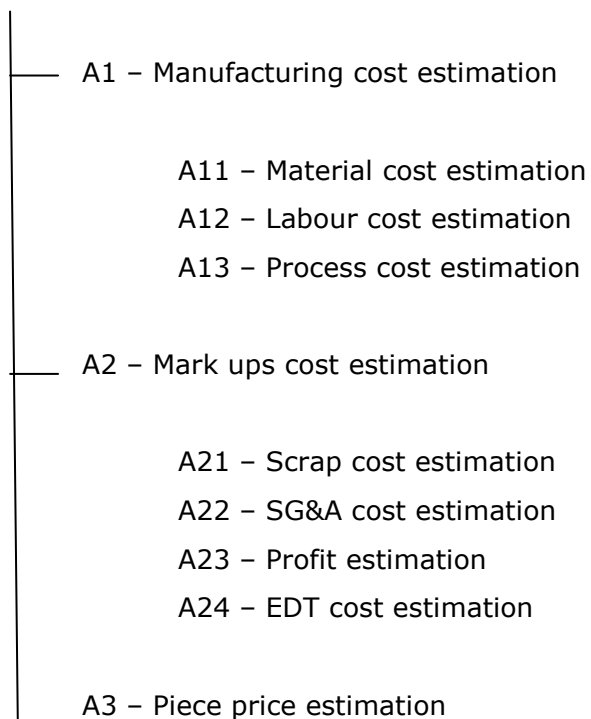 A1 – Manufacturing cost estimation
A11 – Material cost estimation
A12 – Labour cost estimation
A13 – Process cost estimation
A2 – Mark ups cost estimation
A21 – Scrap cost estimation
A22 – SG&A cost estimation
A23 – Profit estimation
A24 – EDT cost estimation
A3 – Piece price estimation